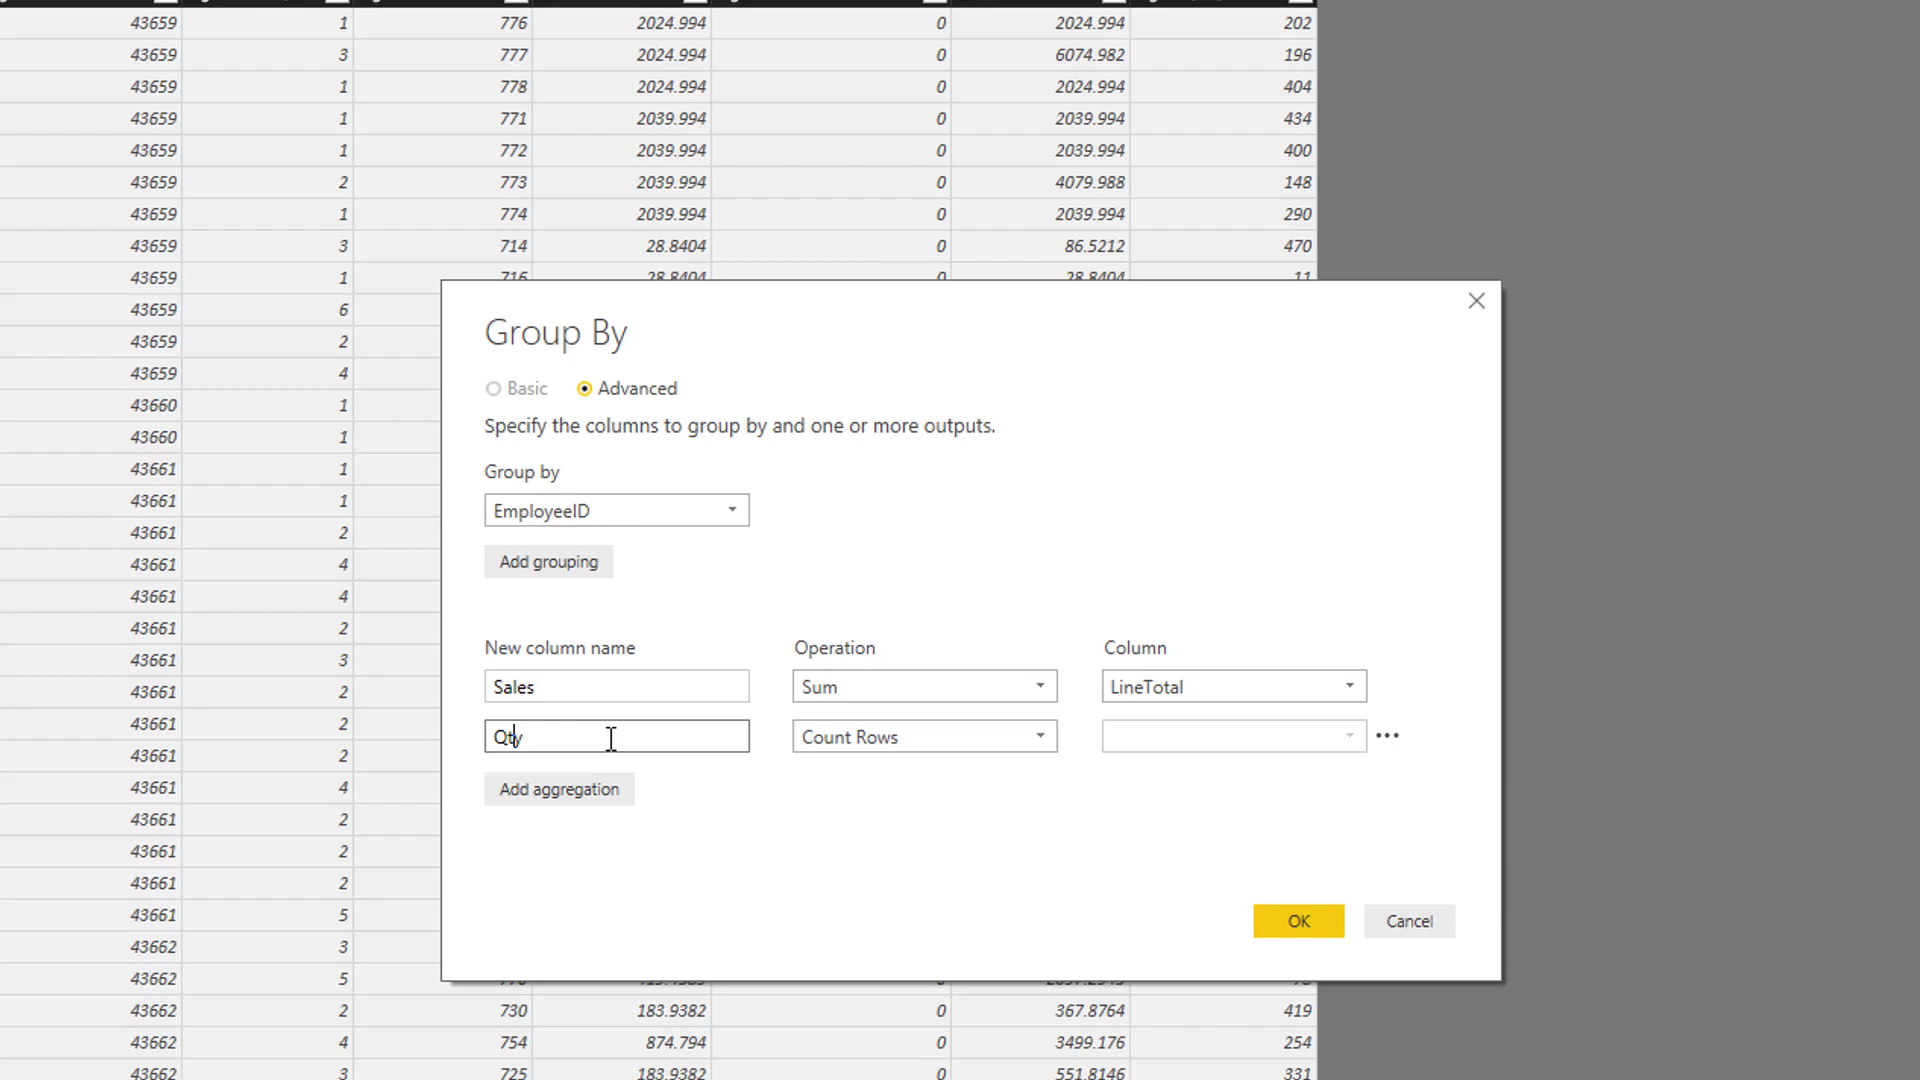 43659 1 776 2024.994 0 2024.994 202
43659 3 777 2024.994 0 6074.982 196
43659 1 778 2024.994 0 2024.994 404
43659 1 771 2039.994 0 2039.994 434
43659 1 772 2039.994 0 2039.994 400
43659 2 773 2039.994 0 4079.988 148
43659 1 774 2039.994 0 2039.994 290
43659 3 714 28.8404 0 86.5212 470
43659 1 716 28.8404 0 28.8404 11
43659 6
Group By
43659 2
43659 4
Basic Advanced
43660 1
Specify the columns to group by and one or more outputs.
43660 1
43661 1
Group by
43661 1
EmployeeID
43661 2
43661 4
Add grouping
43661 4
43661 2
New column name Operation Column
43661 3
43661 2
Sales Sum LineTotal
43661 2
Qty Count Rows
43661 2
43661 4
Add aggregation
43661 2
43661 2
43661 2
43661 5
OK Cancel
43662 3
43662 5
43662 2 730 183.9382 0 367.8764 419
43662 4 754 874.794 0 3499.176 254
43662 3 725 183.9382 0 551.8146 331